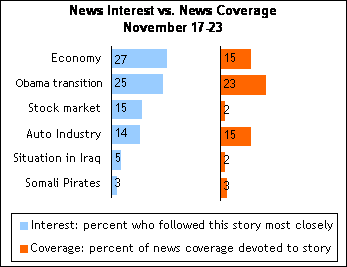 News Interest vs. News Coverage
November 17-23
Economy 27 15
Obama transition 25 23
Stock market 15 2
Auto Industry 14 15
Situation in Iraq 5 2
Somali Pirates 3 3
Interest: percent who followed this story most closely
Coverage: percent of news coverage devoted to story